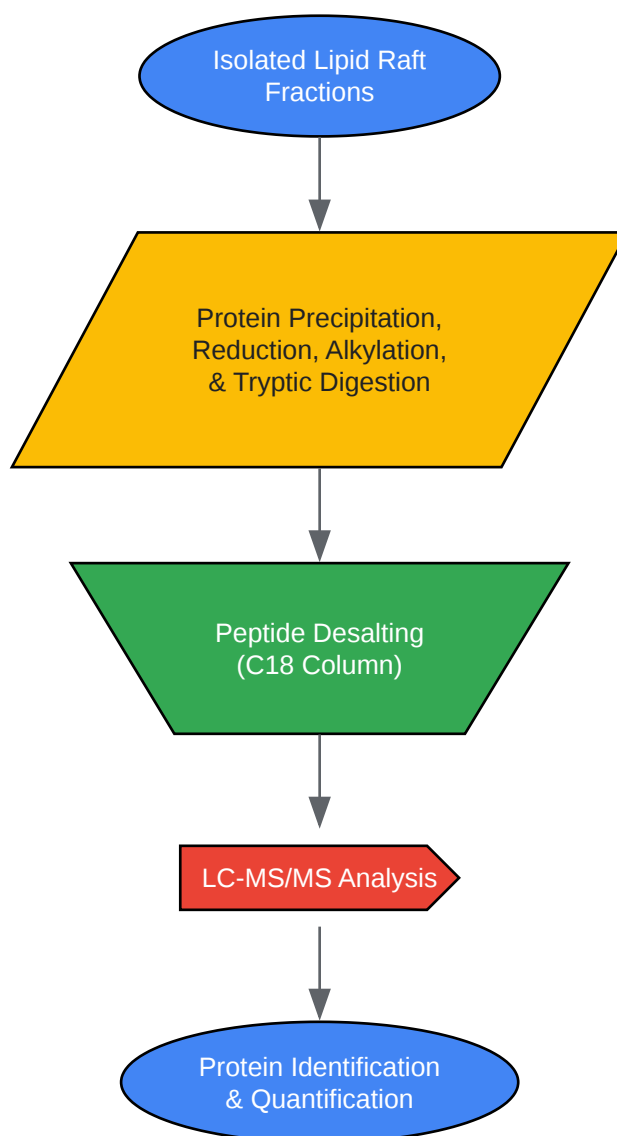 Isolated Lipid Raft
Fractions
Protein Precipitation,
Reduction, Alkylation,
& Tryptic Digestion
Peptide Desalting
(C18 Column)
LC-MS/MS Analysis
Protein Identification
& Quantification